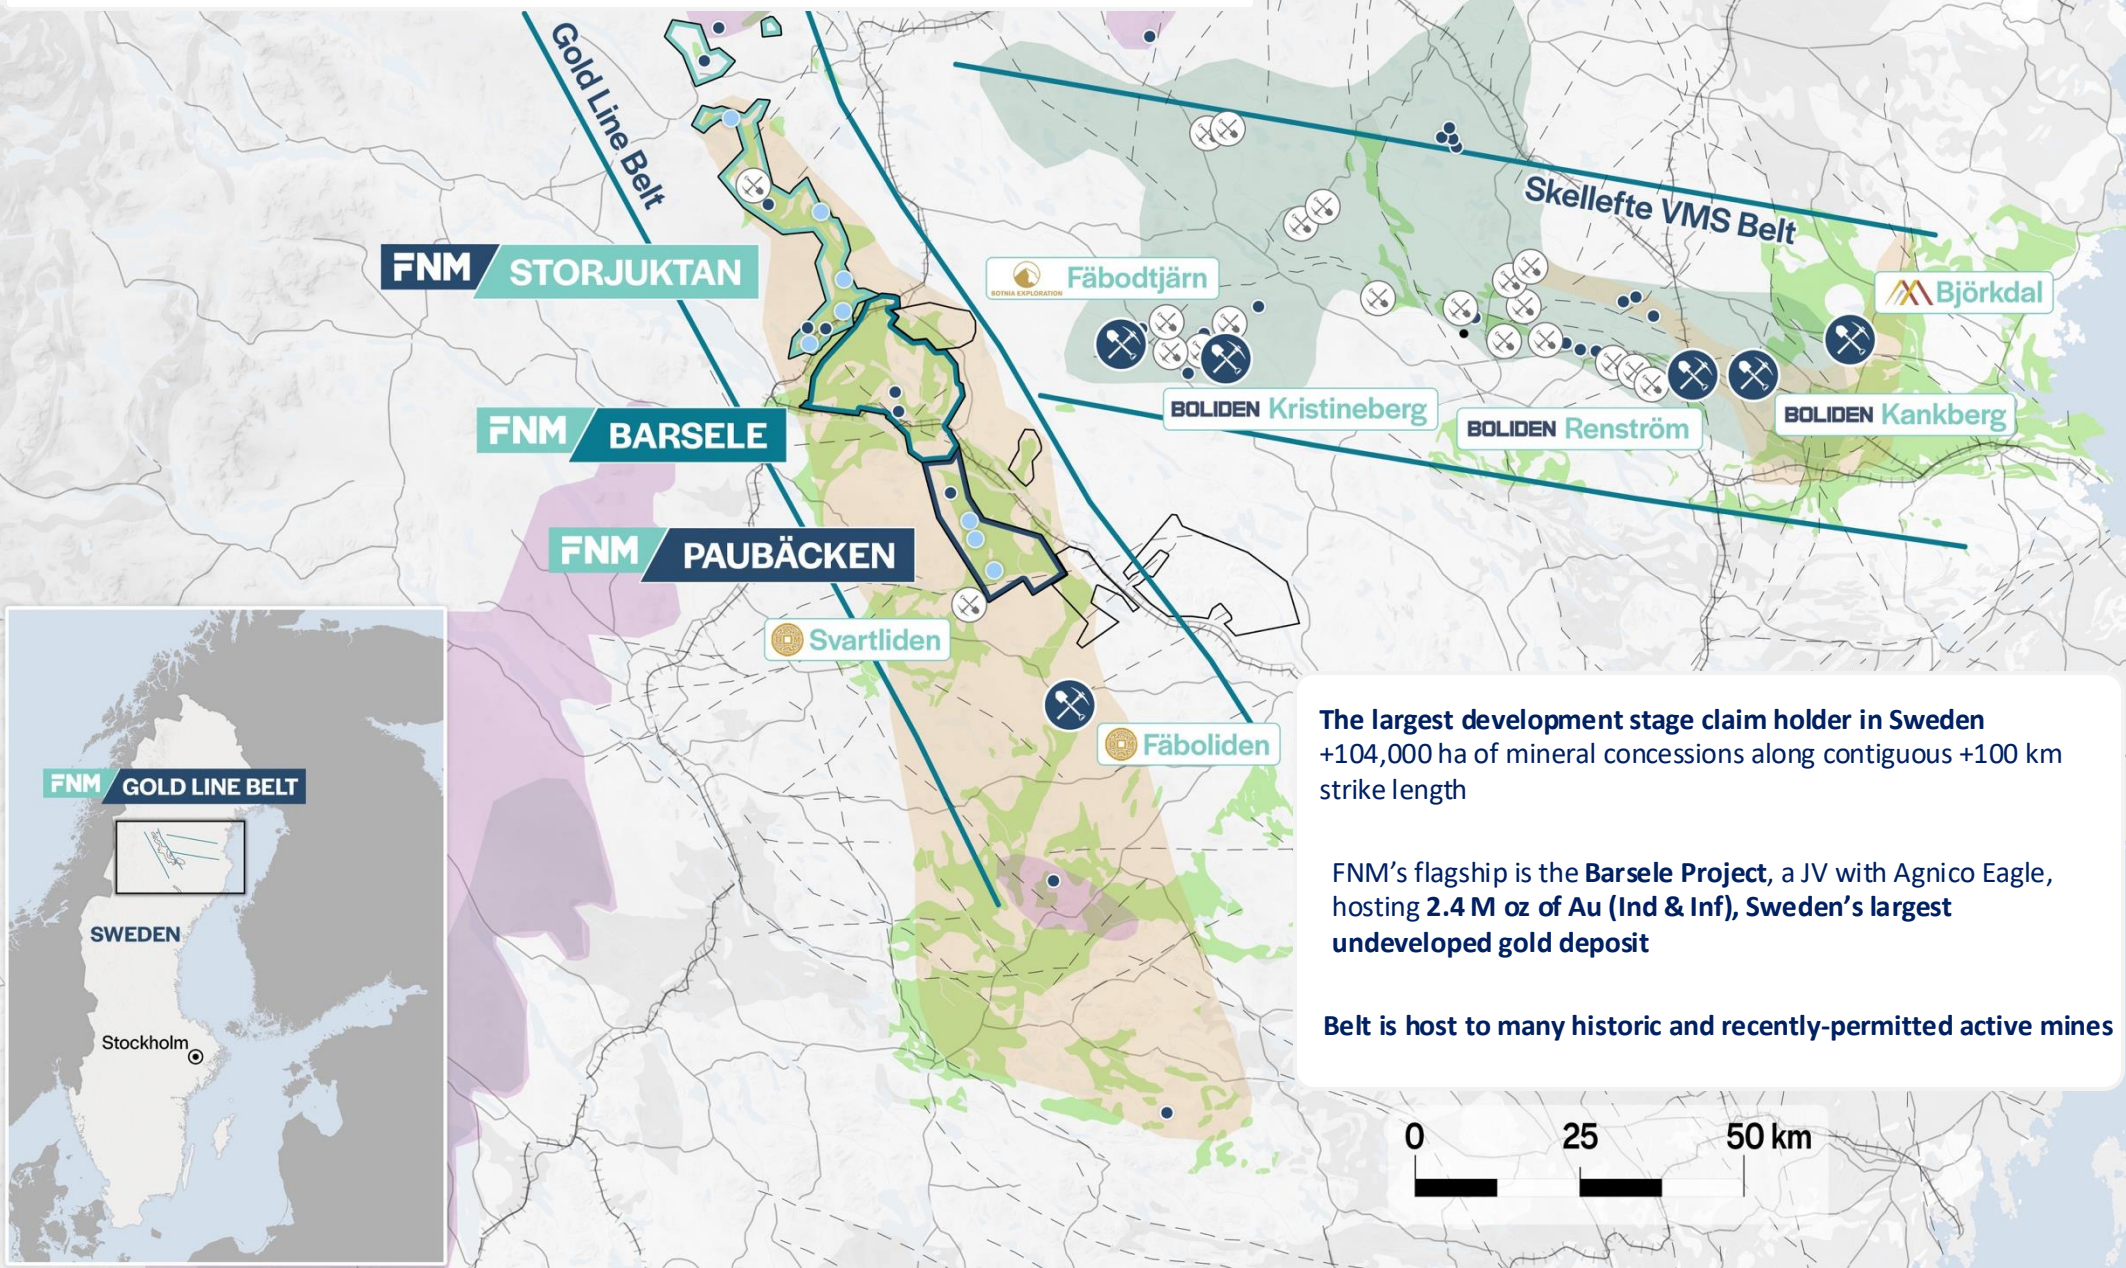 Gold Line Belt
Skellefte VMS Belt
FNM STORJUKTAN
BOTNIA EXPLORATION Fäbodtjärn
Björkdal
BOLIDEN Kristineberg
BOLIDEN Renström
BOLIDEN Kankberg
FNM BARSELE
FNM PAUBÄCKEN
Svartliden
Fäboliden
FNM GOLD LINE BELT
SWEDEN
Stockholm
The largest development stage claim holder in Sweden
+104,000 ha of mineral concessions along contiguous +100 km
strike length
FNM’s flagship is the Barsele Project, a JV with Agnico Eagle,
hosting 2.4 M oz of Au (Ind & Inf), Sweden’s largest
undeveloped gold deposit
Belt is host to many historic and recently-permitted active mines
0 25 50 km